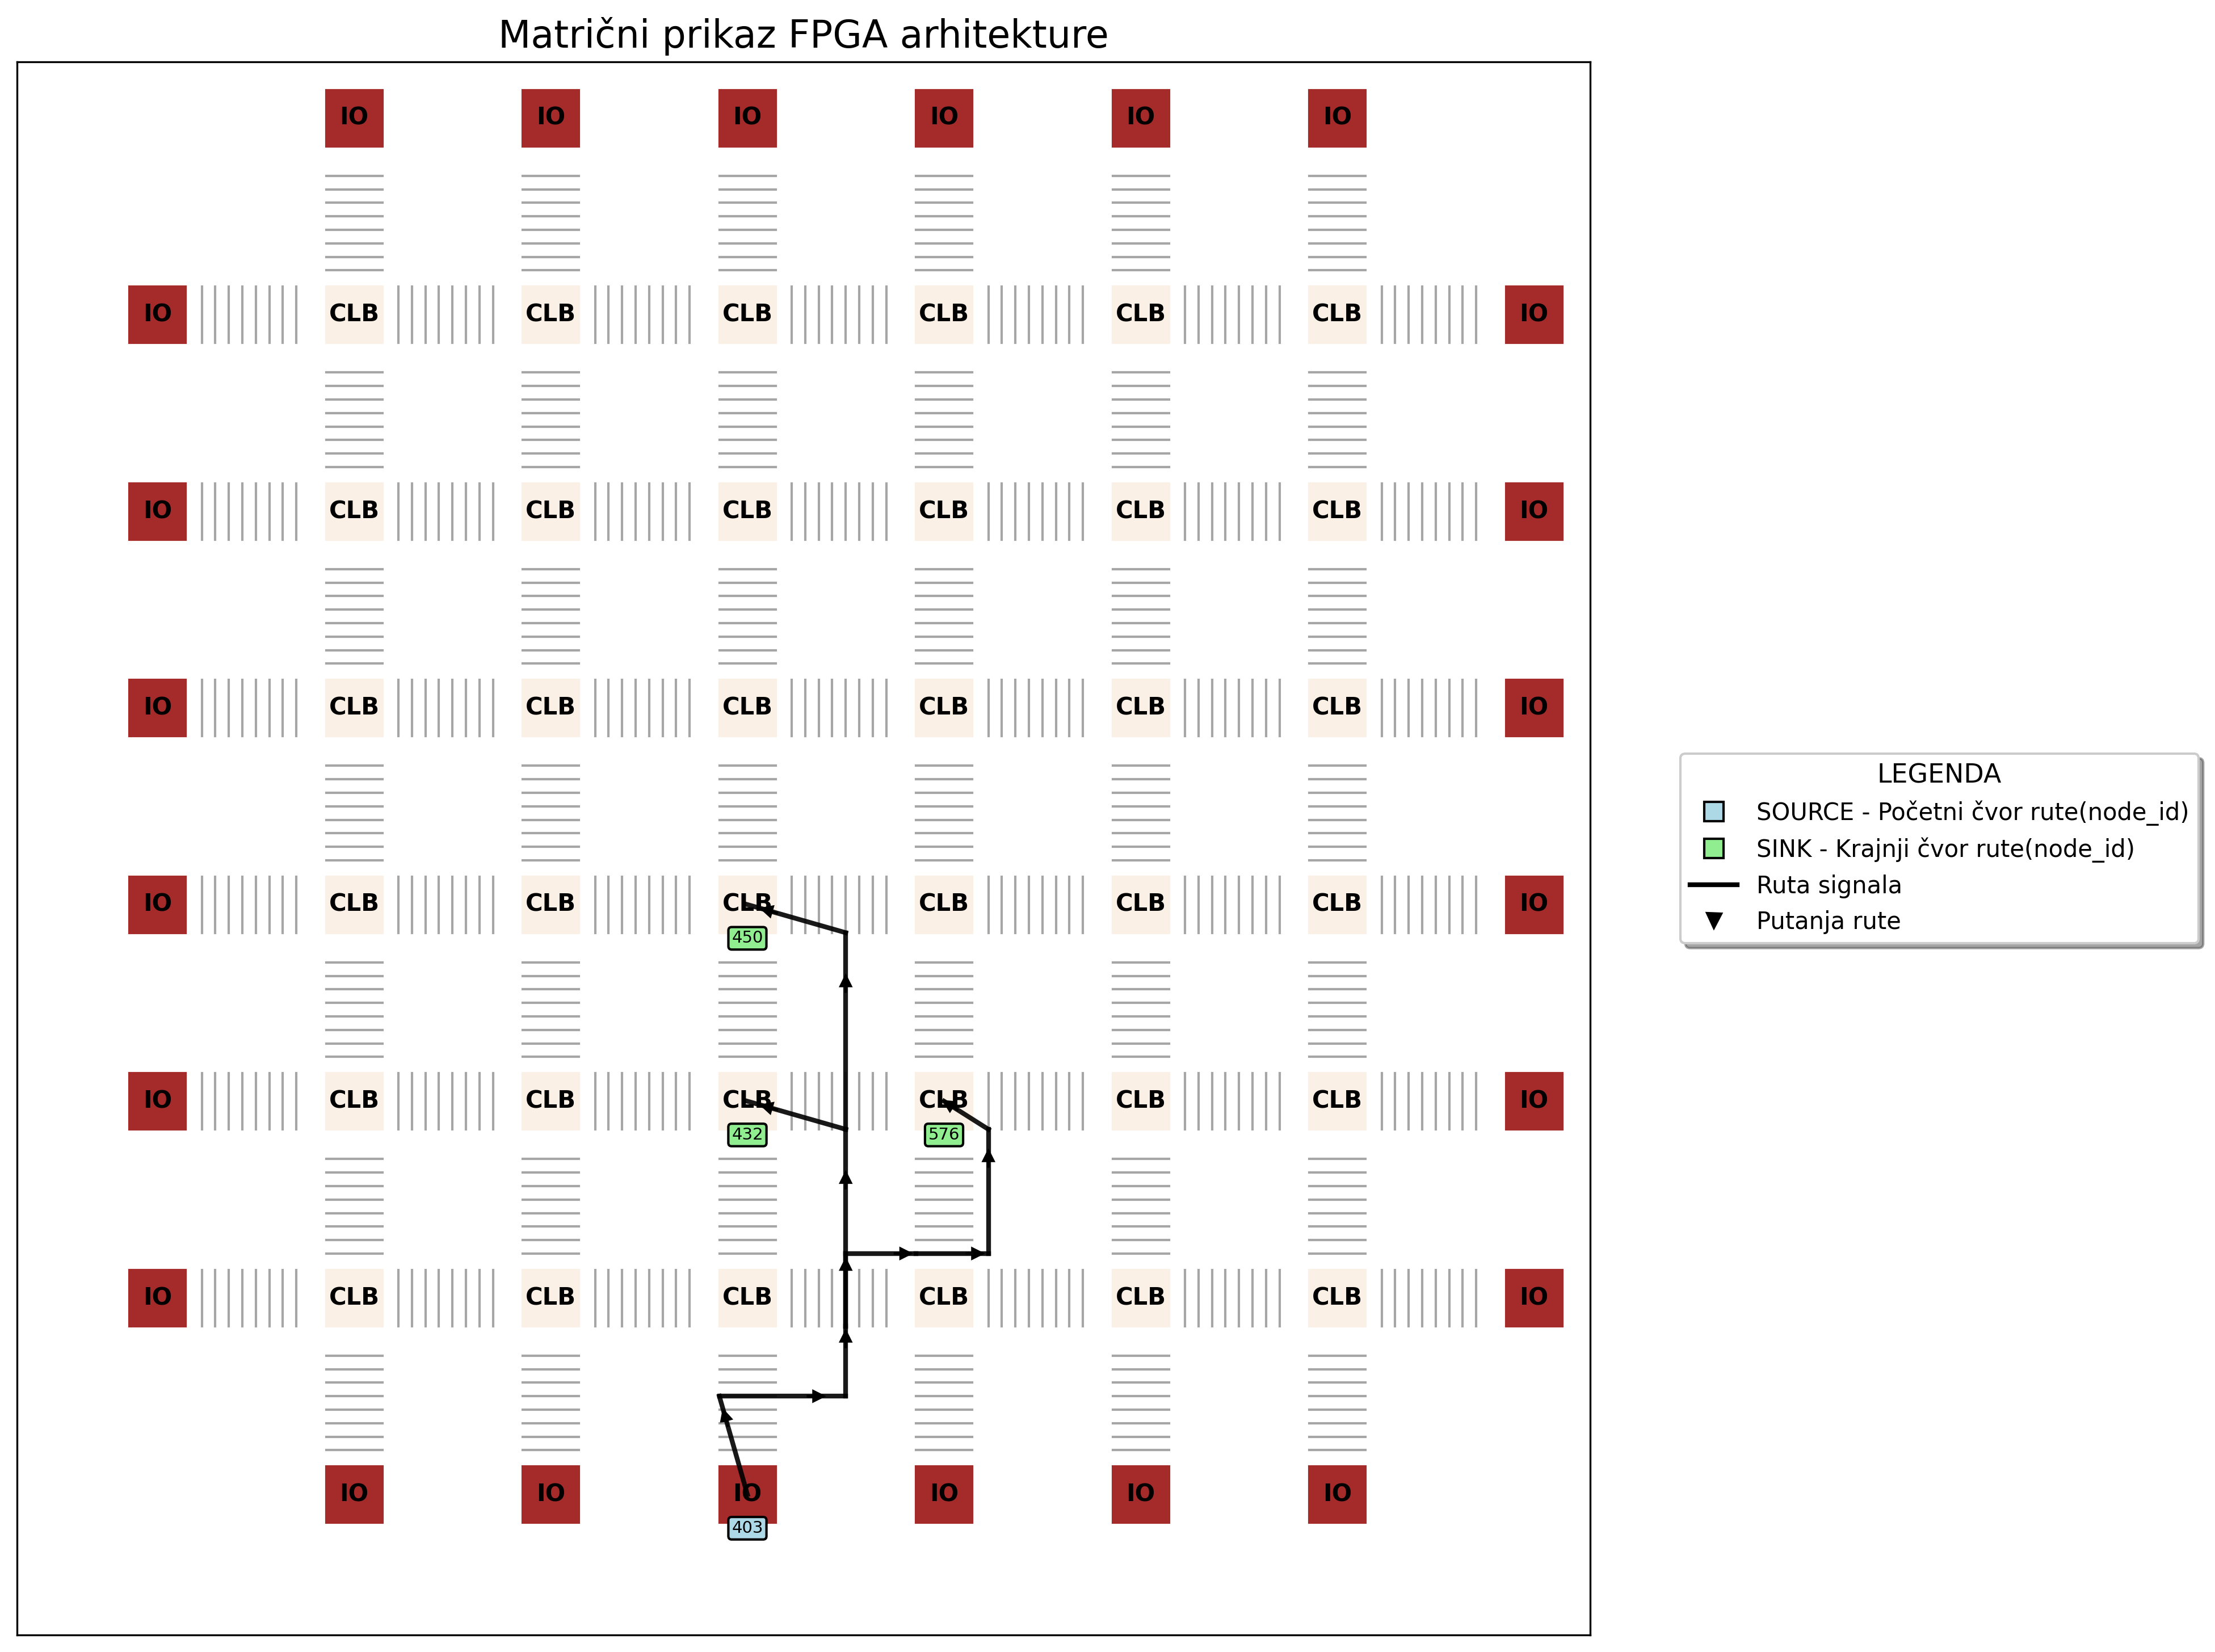 Matrični prikaz FPGA arhitekture
IO IO IO IO IO IO
IO CLB CLB CLB CLB CLB CLB IO
IO CLB CLB CLB CLB CLB CLB IO
IO CLB CLB CLB CLB CLB CLB IO
IO CLB CLB CLB CLB CLB CLB IO
450
IO CLB CLB CLB CLB CLB CLB IO
432 576
IO CLB CLB CLB CLB CLB CLB IO
IO IO IO IO IO IO
403
LEGENDA
SOURCE - Početni čvor rute(node_id)
SINK - Krajnji čvor rute(node_id)
Ruta signala
Putanja rute